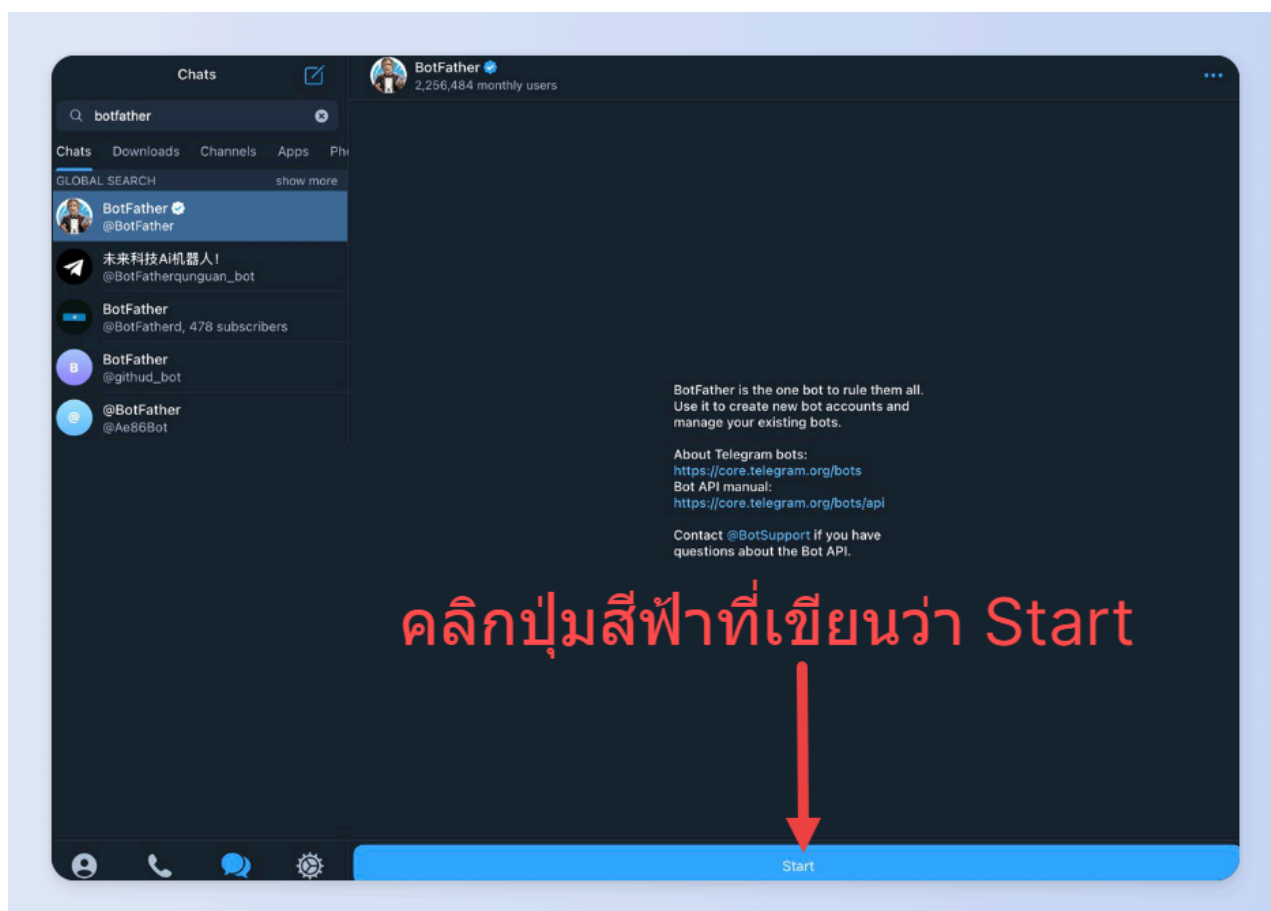 Chats
botfather
Chats Downloads Channels Apps
GLOBAL SEARCH show more
BotFather
@BotFather
未来科技Ai机器人!
@BotFatherqunguan_bot
BotFather
@BotFatherd, 478 subscribers
B
BotFather
@githud_bot
@
@BotFather
@Ae86Bot
BotFather
2,256,484 monthly users
BotFather is the one bot to rule them all.
Use it to create new bot accounts and
manage your existing bots.
About Telegram bots:
https://core.telegram.org/bots
Bot API manual:
https://core.telegram.org/bots/api
Contact @BotSupport if you have
questions about the Bot API.
คลิกปุ่มสีฟ้าที่เขียนว่า Start
Start